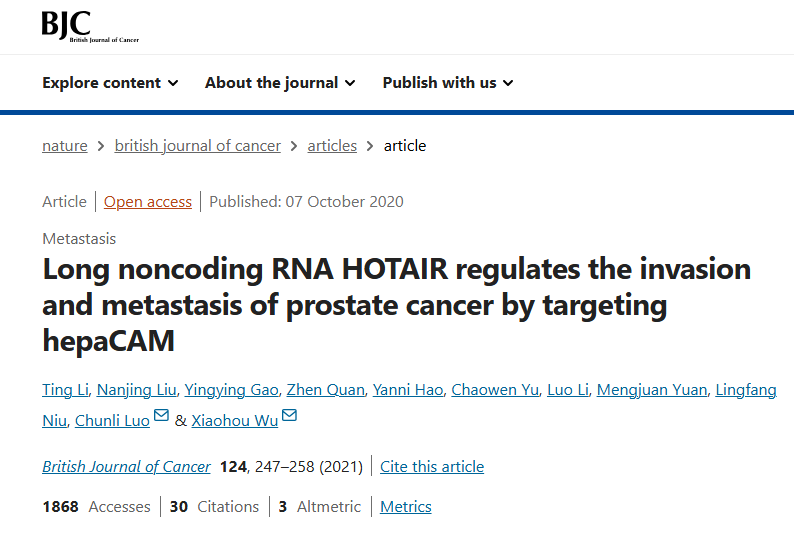 BJC
British Journal of Cancer
Explore content About the journal Publish with us
nature > british journal of cancer > articles > article
Article | Open access | Published: 07 October 2020
Metastasis
Long noncoding RNA HOTAIR regulates the invasion
and metastasis of prostate cancer by targeting
hepaCAM
Ting Li, Nanjing Liu, Yingying Gao, Zhen Quan, Yanni Hao, Chaowen Yu, Luo Li, Mengjuan Yuan, Lingfang
Niu, Chunli Luo & Xiaohou Wu
British Journal of Cancer 124, 247–258 (2021) | Cite this article
1868 Accesses | 30 Citations | 3 Altmetric | Metrics